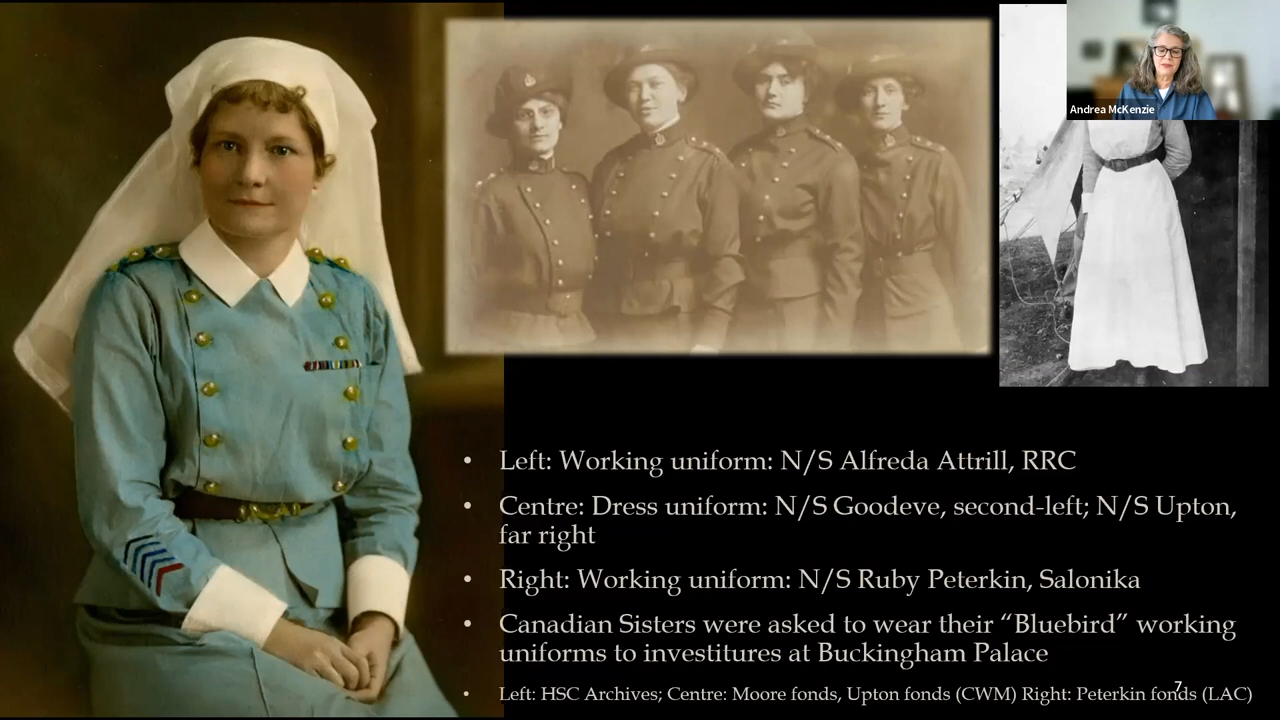 Andrea McKenzie
• Left: Working uniform: N/S Alfreda Attrill, RRC
• Centre: Dress uniform: N/S Goodeve, second-left; N/S Upton,
far right
• Right: Working uniform: N/S Ruby Peterkin, Salonika
• Canadian Sisters were asked to wear their “Bluebird” working
uniforms to investitures at Buckingham Palace
• Left: HSC Archives; Centre: Moore fonds, Upton fonds (CWM) Right: Peterkin fonds (LAC)
7